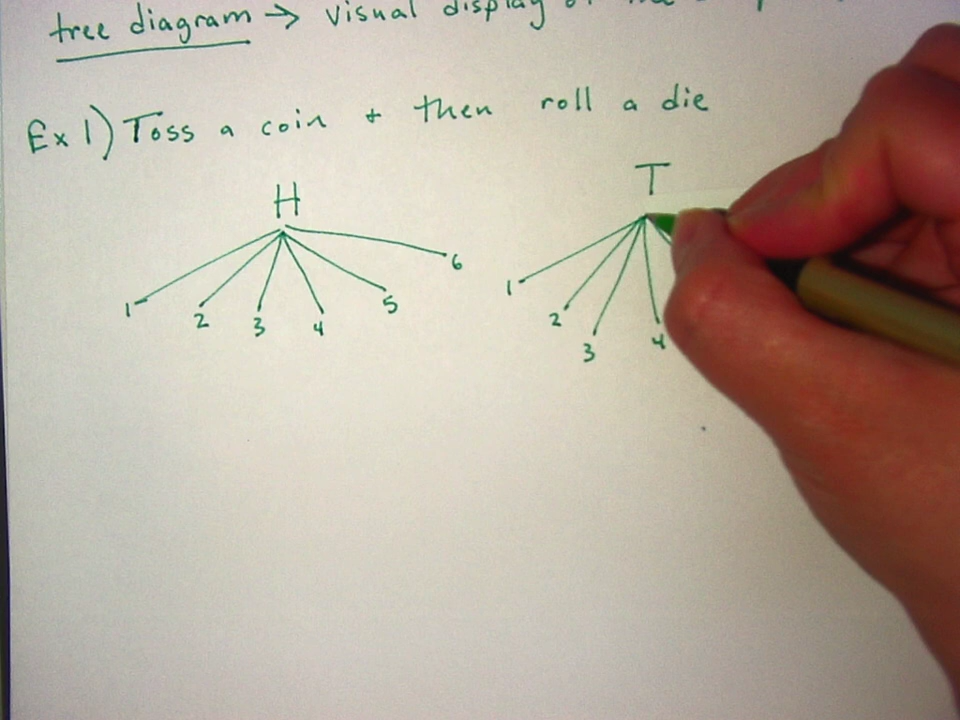 tree diagram → visual display
Ex 1) Toss a coin + then roll a die
H T
1 2 3 4 5 6 1 2 3 4